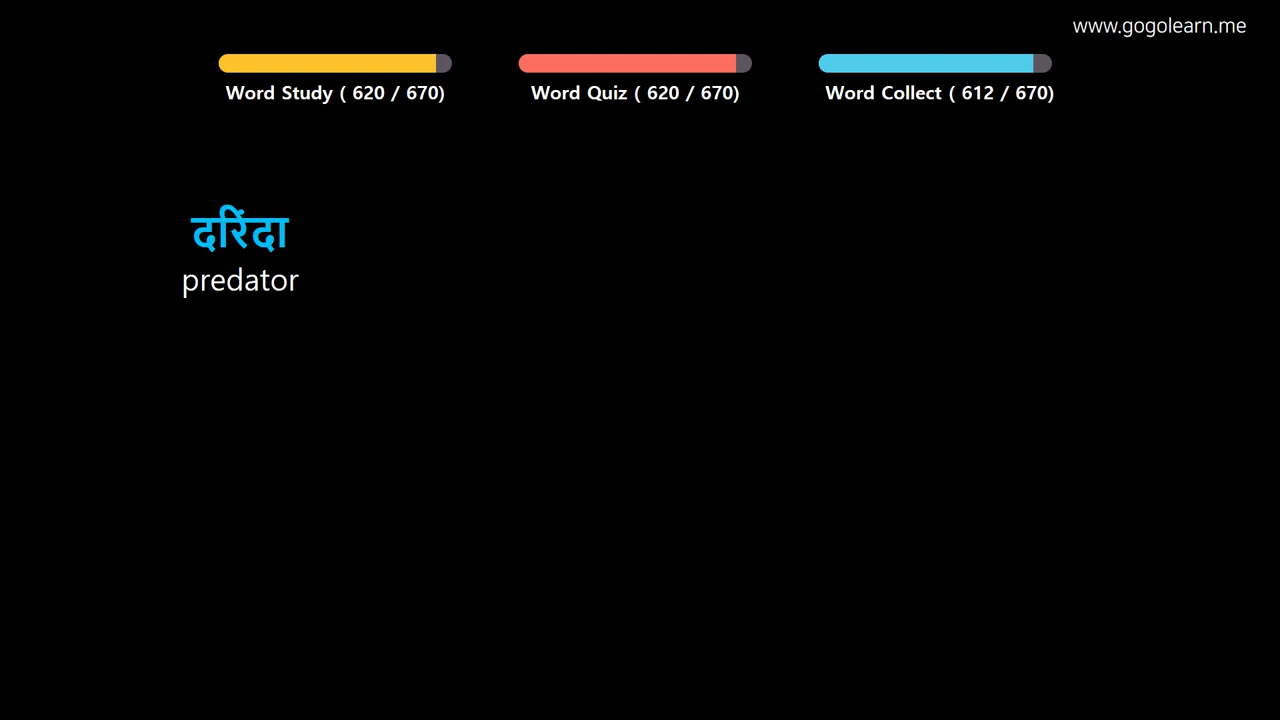 www.gogolearn.me
Word Study ( 620 / 670)
Word Quiz ( 620 / 670)
Word Collect ( 612 / 670)
दरिंदा
predator